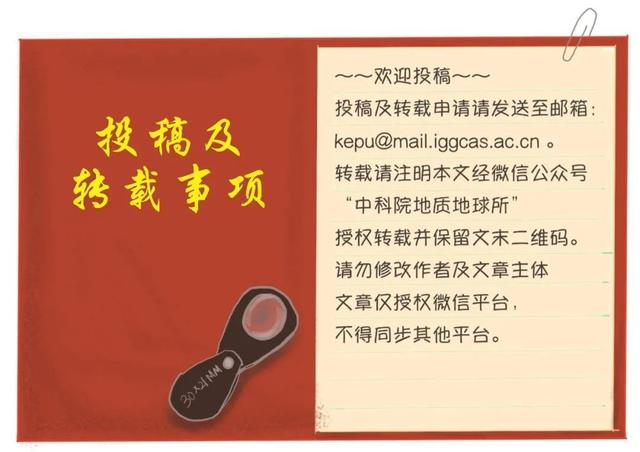 投稿及
转载事项
～～欢迎投稿～～
投稿及转载申请请发送至邮箱：
kepu@mail.iggcas.ac.cn 。
转载请注明本文经微信公众号
“中科院地质地球所”
授权转载并保留文末二维码。
请勿修改作者及文章主体
文章仅授权微信平台，
不得同步其他平台。
30×21MM